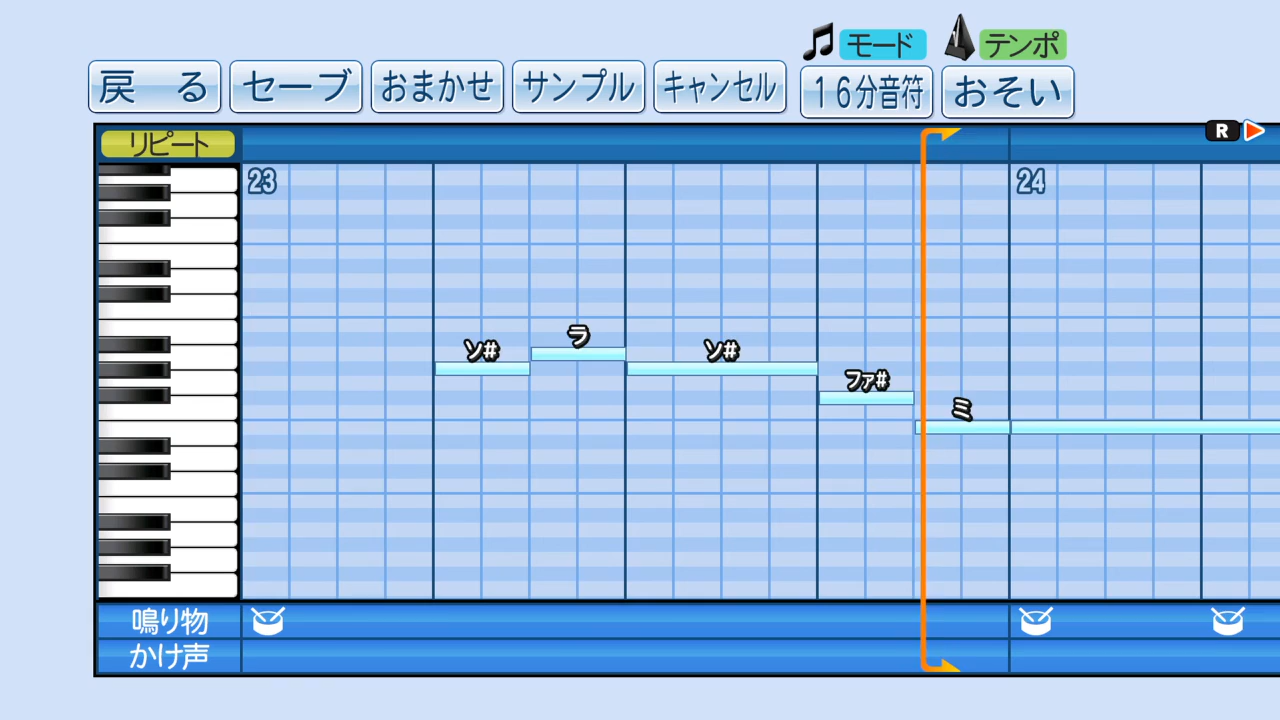 モード テンポ
戻 る セーブ おまかせ サンプル キャンセル 16分音符 おそい
リピート R
23 24
ラ
ソ# ソ#
ファ#
ミ
鳴り物
かけ声